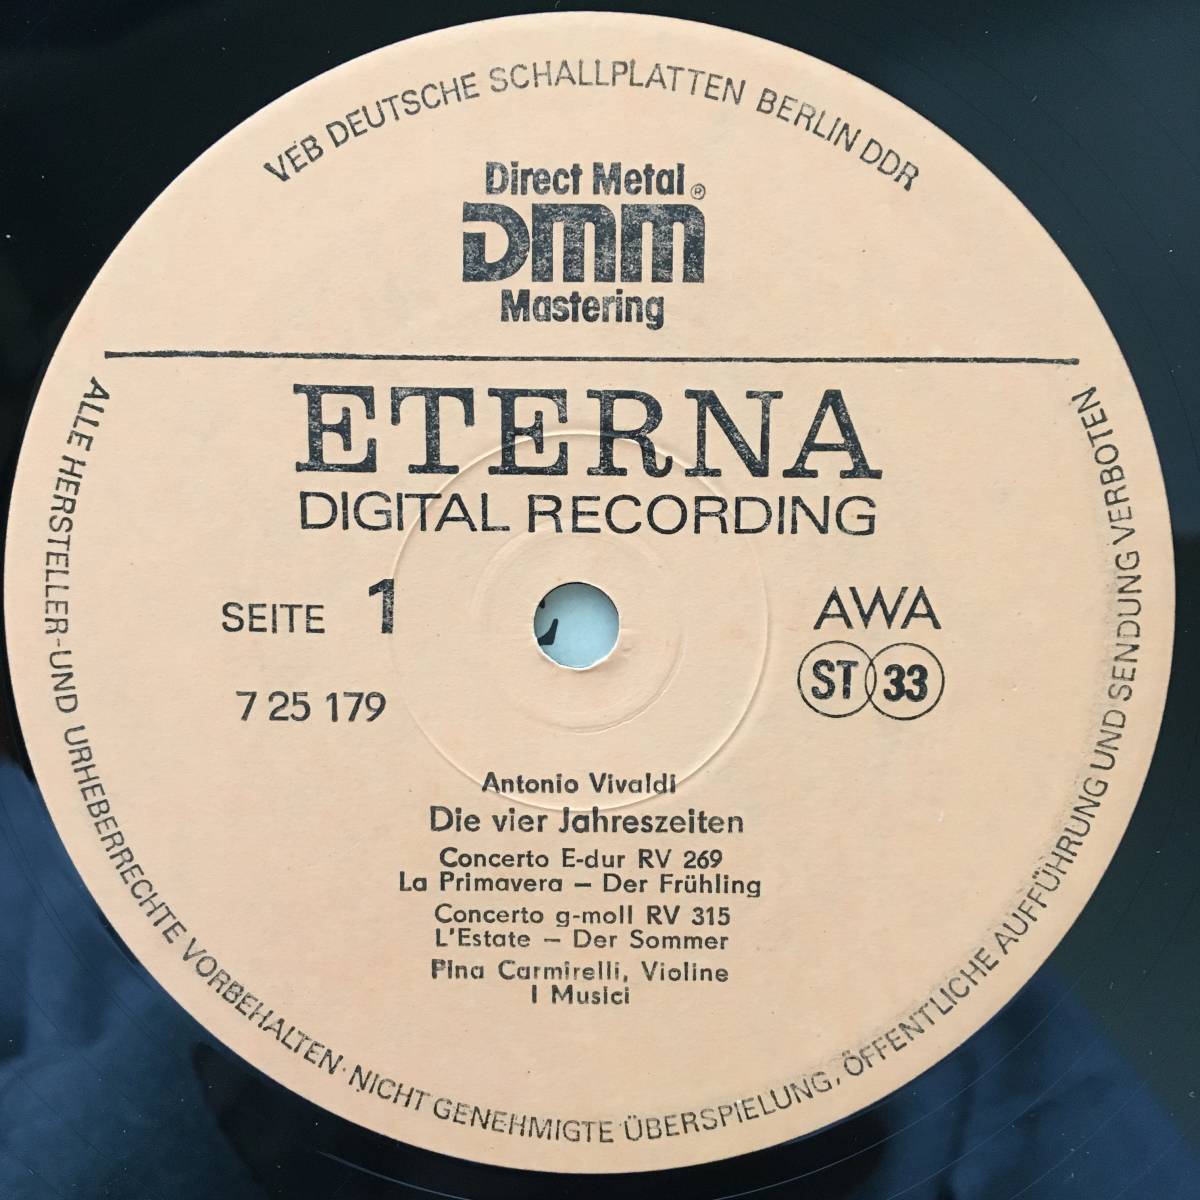 VEB DEUTSCHE SCHALLPLATTEN BERLIN DDR
Direct Metal ®
DMM
Mastering
ETERNA
DIGITAL RECORDING
SEITE 1
AWA
ST 33
7 25 179
Antonio Vivaldi
Die vier Jahreszeiten
Concerto E-dur RV 269
La Primavera – Der Frühling
Concerto g-moll RV 315
L'Estate – Der Sommer
Pina Carmirelli, Violine
I Musici
ALLE HERSTELLER-UND URHEBERRECHTE VORBEHALTEN · NICHT GENEHMIGTE ÜBERSPIELUNG, ÖFFENTLICHE AUFFÜHRUNG UND SENDUNG VERBOTEN